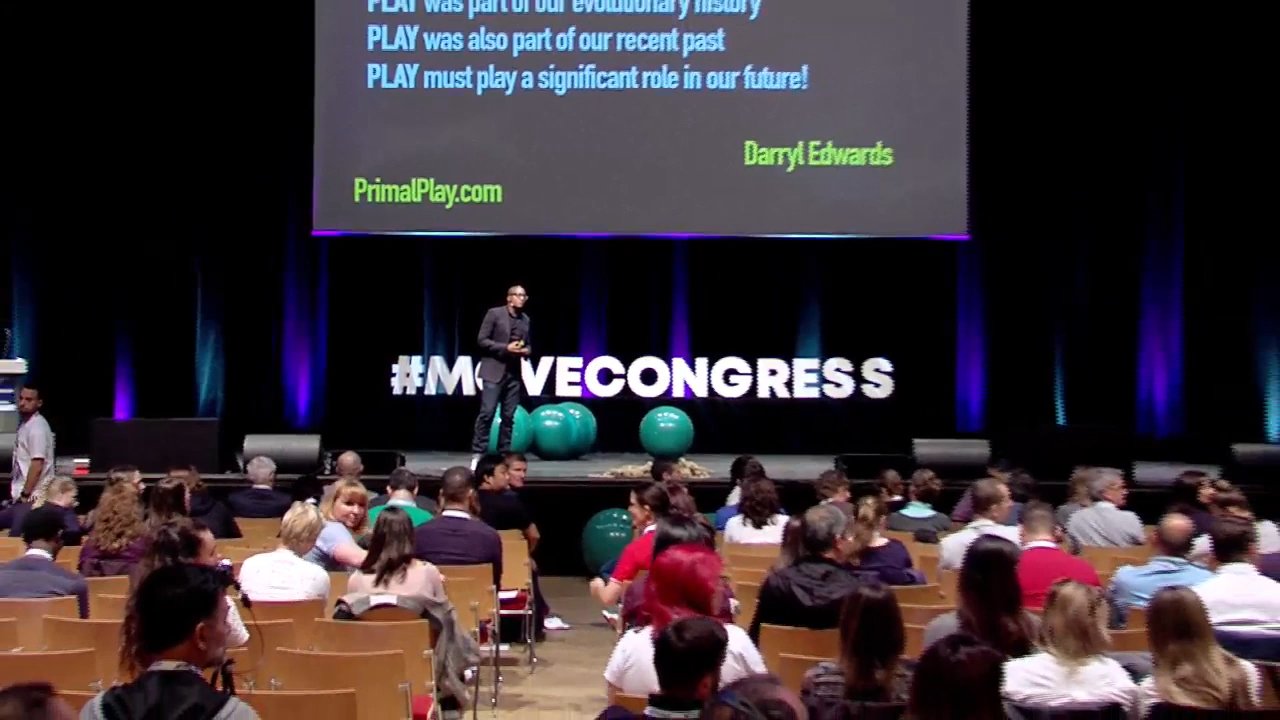 PLAY was part of our evolutionary history
PLAY was also part of our recent past
PLAY must play a significant role in our future!
Darryl Edwards
PrimalPlay.com
#MOVECONGRESS